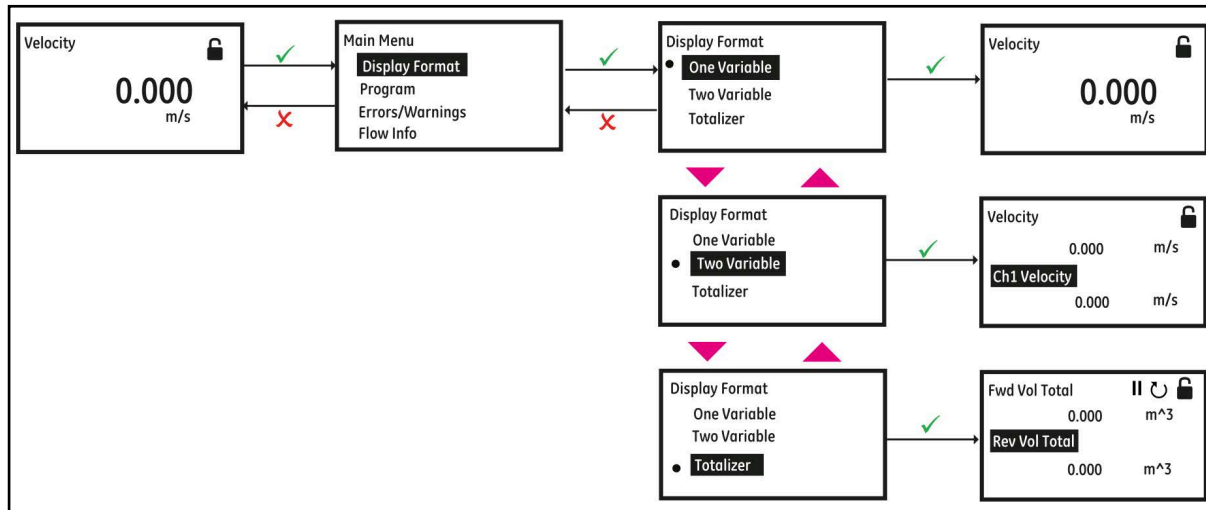 Velocity
0.000
m/s
Main Menu
Display Format
Program
Errors/Warnings
Flow Info
Display Format
One Variable
Two Variable
Totalizer
Velocity
0.000
m/s
Display Format
One Variable
Two Variable
Totalizer
Velocity
0.000 m/s
Ch1 Velocity
0.000 m/s
Display Format
One Variable
Two Variable
Totalizer
Fwd Vol Total
0.000 m^3
Rev Vol Total
0.000 m^3